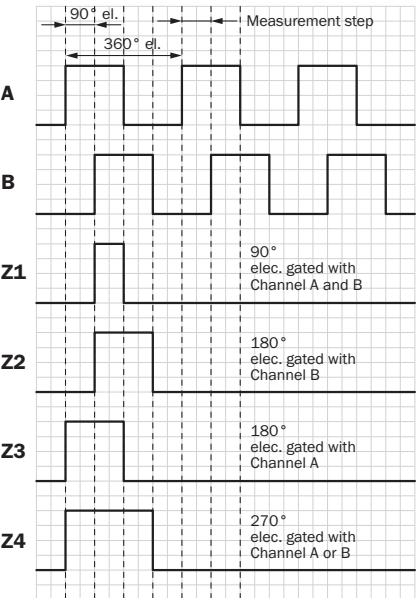 90° el.
Measurement step
360° el.
A
B
Z1
90°
elec. gated with
Channel A and B
Z2
180°
elec. gated with
Channel B
Z3
180°
elec. gated with
Channel A
Z4
270°
elec. gated with
Channel A or B